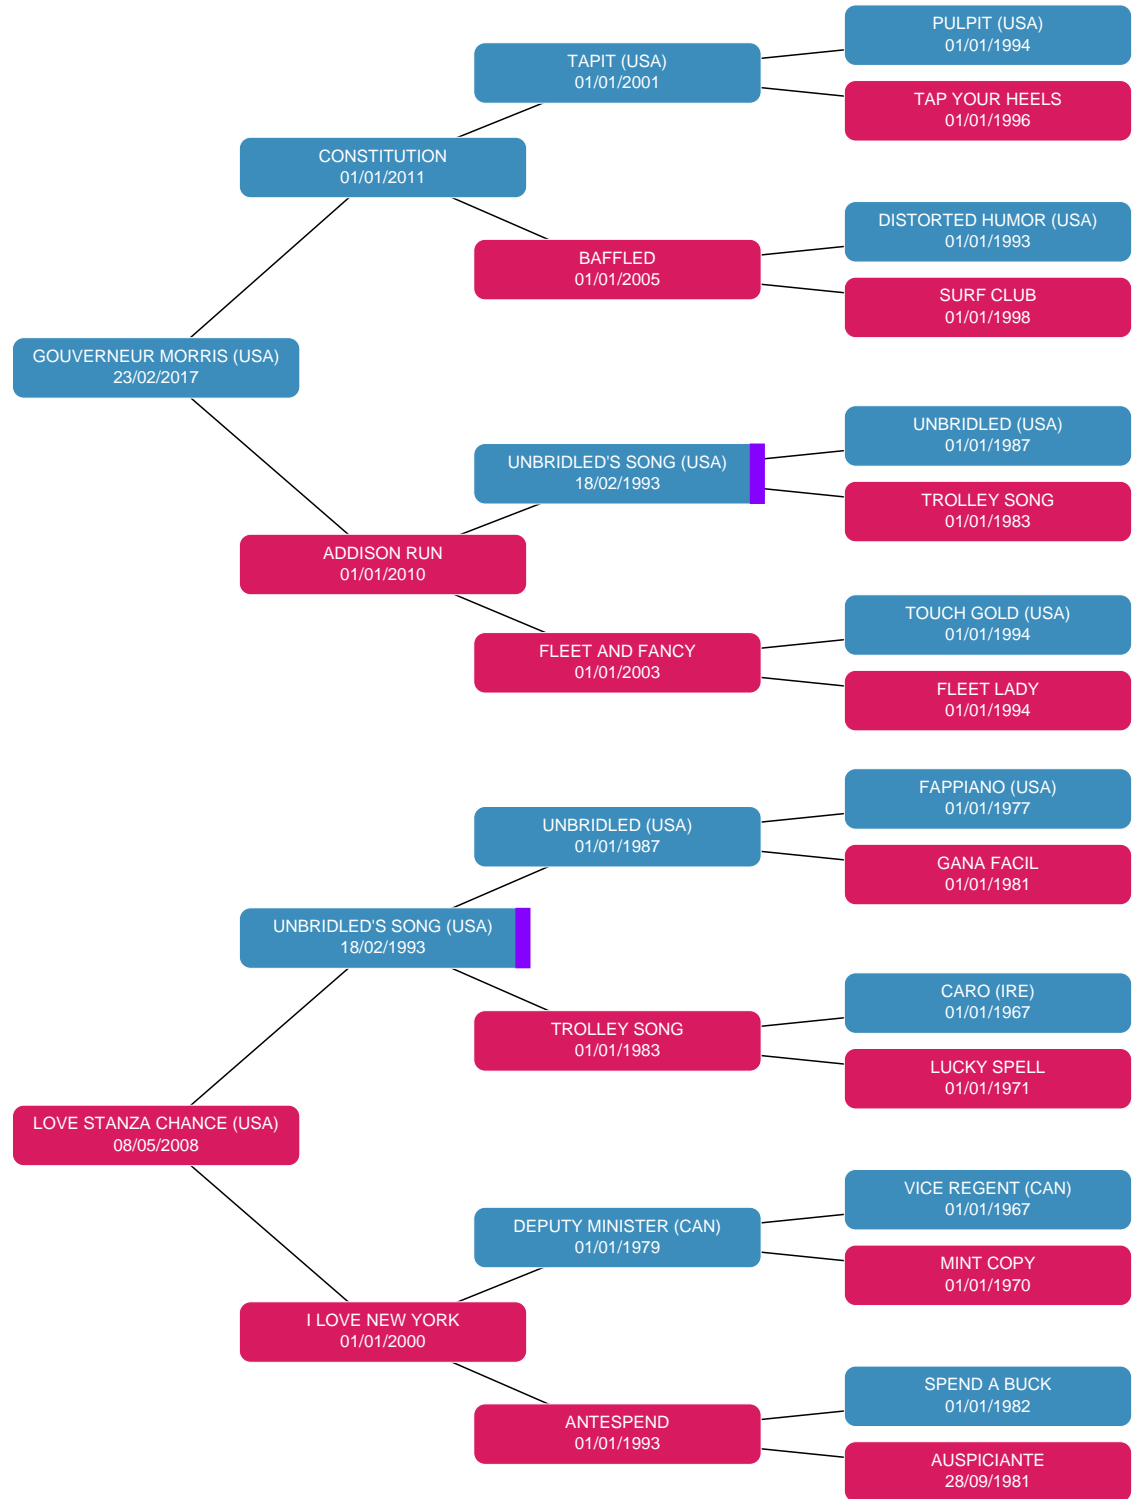 PULPIT (USA)
01/01/1994
TAPIT (USA)
01/01/2001
TAP YOUR HEELS
01/01/1996
CONSTITUTION
01/01/2011
DISTORTED HUMOR (USA)
01/01/1993
BAFFLED
01/01/2005
SURF CLUB
01/01/1998
GOUVERNEUR MORRIS (USA)
23/02/2017
UNBRIDLED (USA)
01/01/1987
UNBRIDLED'S SONG (USA)
18/02/1993
TROLLEY SONG
01/01/1983
ADDISON RUN
01/01/2010
TOUCH GOLD (USA)
01/01/1994
FLEET AND FANCY
01/01/2003
FLEET LADY
01/01/1994
FAPPIANO (USA)
01/01/1977
UNBRIDLED (USA)
01/01/1987
GANA FACIL
01/01/1981
UNBRIDLED'S SONG (USA)
18/02/1993
CARO (IRE)
01/01/1967
TROLLEY SONG
01/01/1983
LUCKY SPELL
01/01/1971
LOVE STANZA CHANCE (USA)
08/05/2008
VICE REGENT (CAN)
01/01/1967
DEPUTY MINISTER (CAN)
01/01/1979
MINT COPY
01/01/1970
I LOVE NEW YORK
01/01/2000
SPEND A BUCK
01/01/1982
ANTESPEND
01/01/1993
AUSPICIANTE
28/09/1981